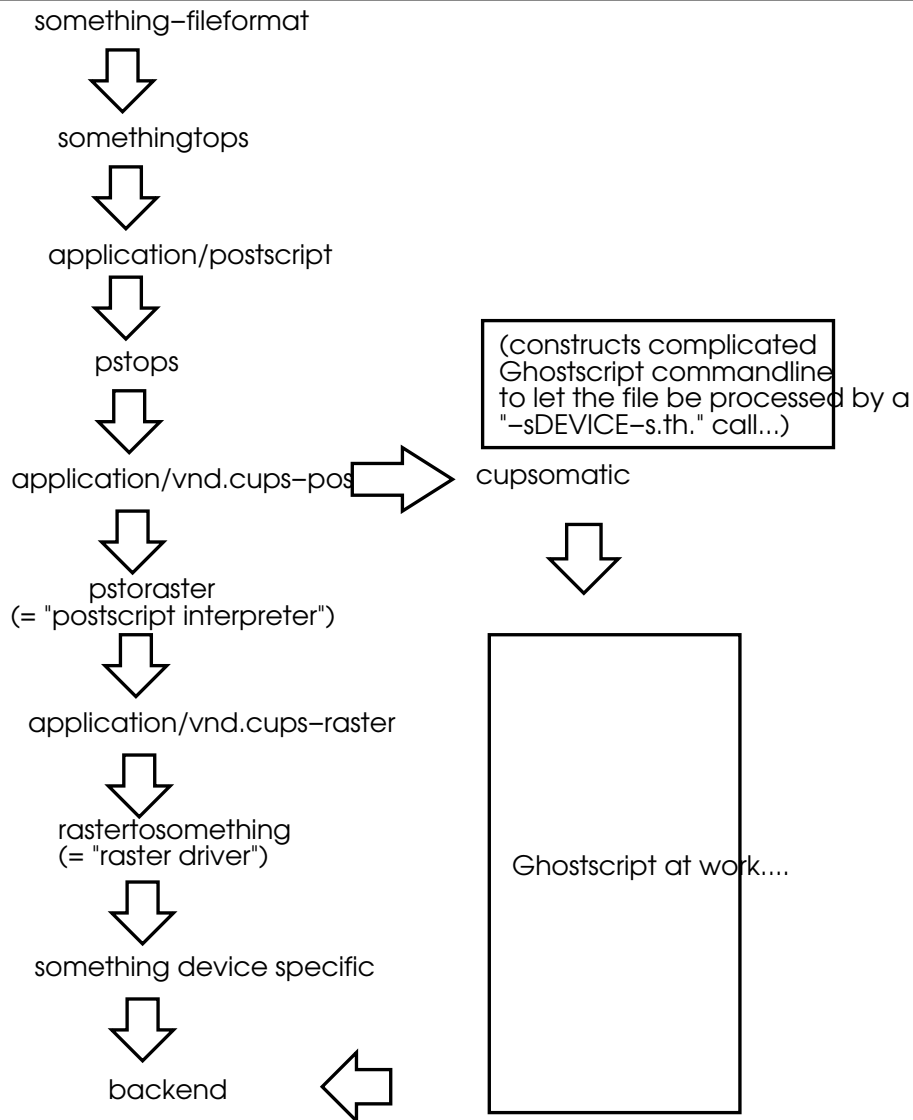 something–fileformat
somethingtops
application/postscript
pstops
(constructs complicated
Ghostscript commandline
to let the file be processed by a
"–sDEVICE–s.th." call...)
application/vnd.cups–pos
cupsomatic
pstoraster
(= "postscript interpreter")
application/vnd.cups–raster
rastertosomething
(= "raster driver")
Ghostscript at work....
something device specific
backend